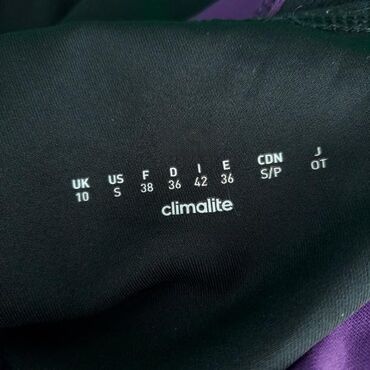 UK US F D I E CDN J
10 S 38 36 42 36 S/P OT
climalite